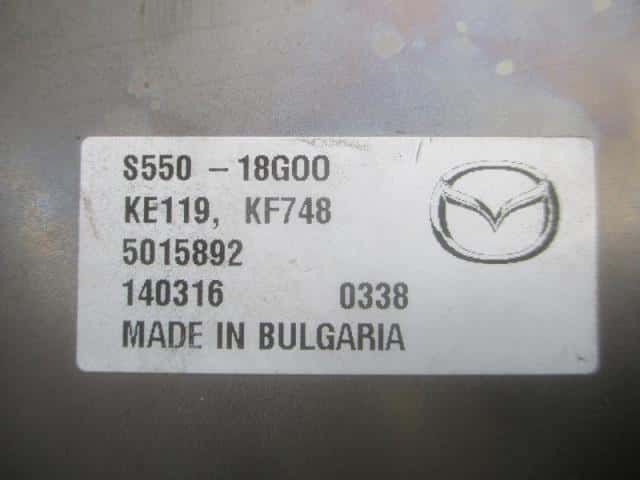 S550 - 18G00
KE119, KF748
5015892
140316 0338
MADE IN BULGARIA